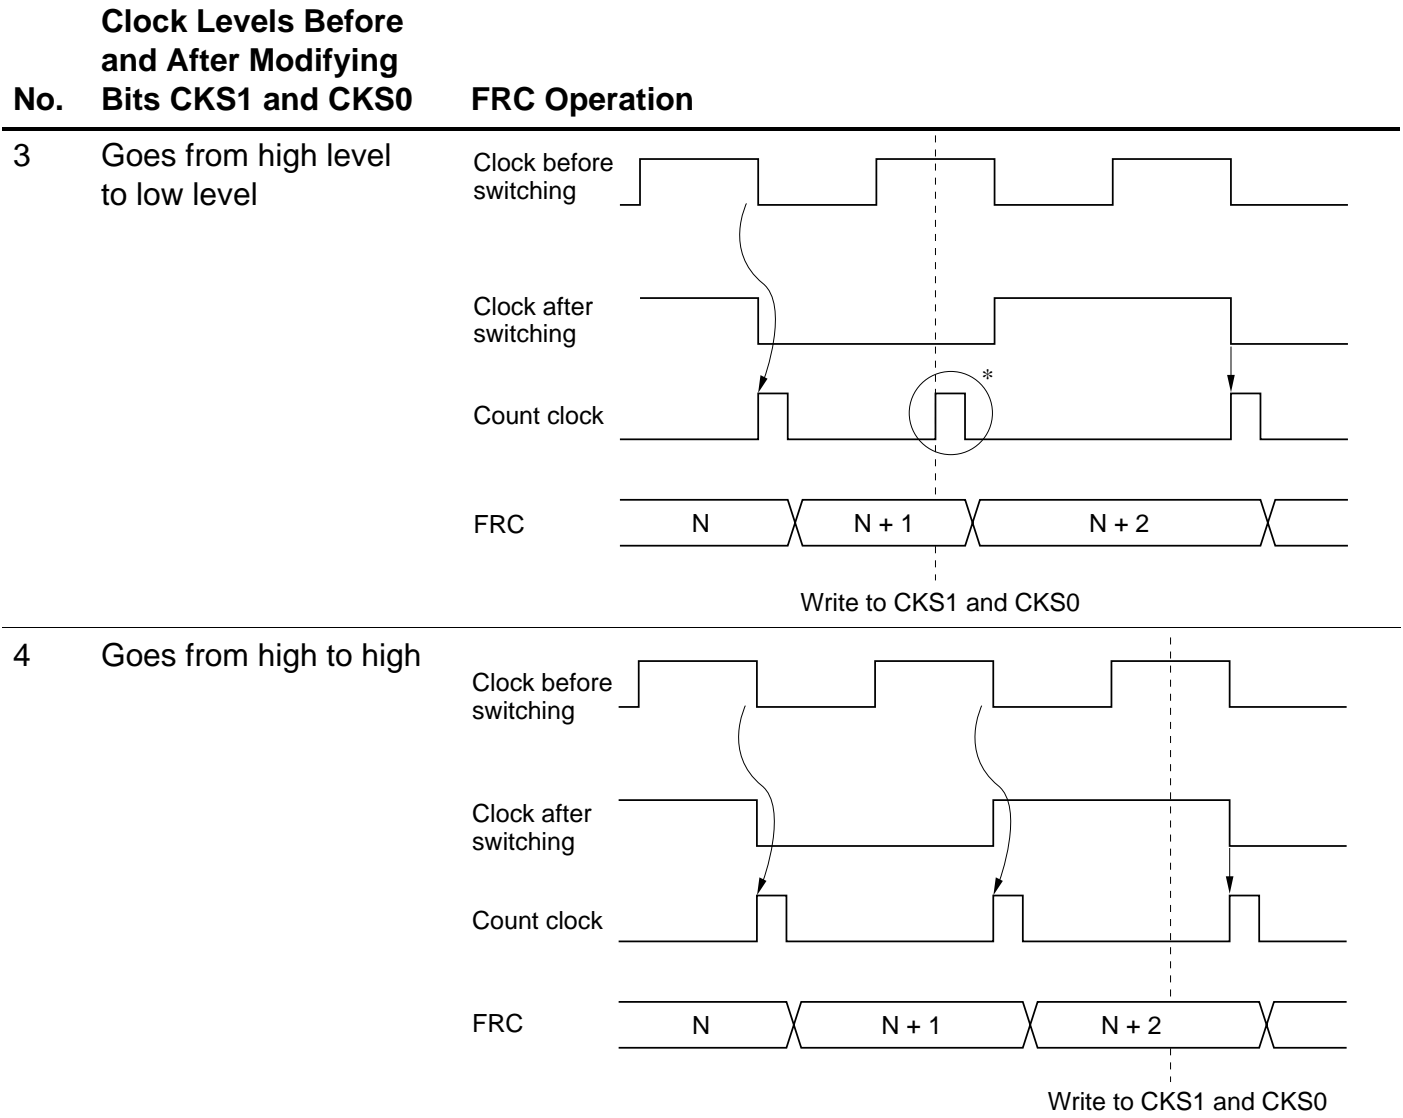 Clock Levels Before
and After Modifying
No. Bits CKS1 and CKS0 FRC Operation
3 Goes from high level
to low level
Clock before
switching
Clock after
switching
*
Count clock
FRC N N + 1 N + 2
Write to CKS1 and CKS0
4 Goes from high to high
Clock before
switching
Clock after
switching
Count clock
FRC N N + 1 N + 2
Write to CKS1 and CKS0